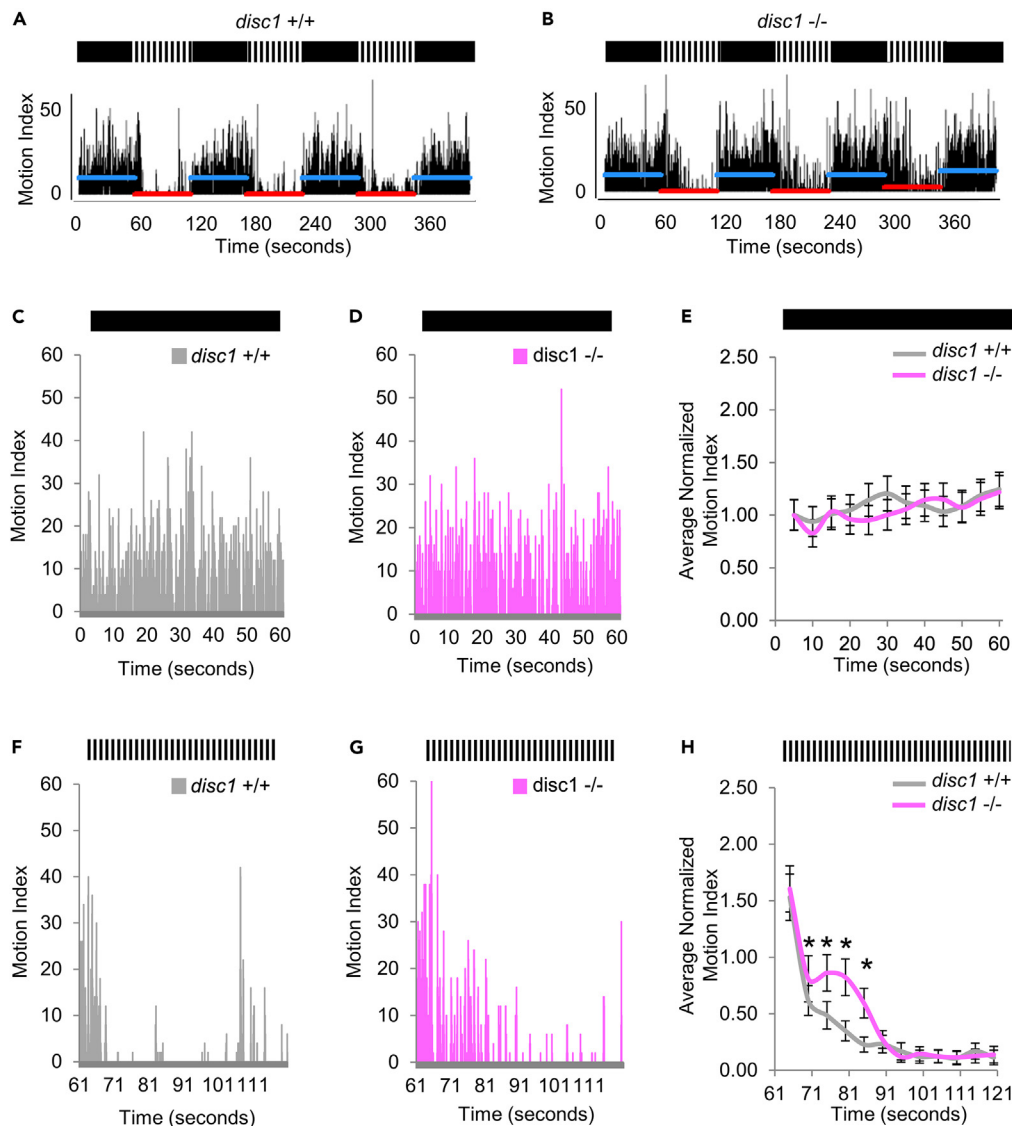 A
disc1 +/+
Motion Index
50
0
0 60 120 180 240 300 360
Time (seconds)
B
disc1 -/-
Motion Index
50
0
0 60 120 180 240 300 360
Time (seconds)
C
disc1 +/+
Motion Index
60
50
40
30
20
10
0
0 10 20 30 40 50 60
Time (seconds)
D
disc1 -/-
Motion Index
60
50
40
30
20
10
0
0 10 20 30 40 50 60
Time (seconds)
E
disc1 +/+
disc1 -/-
Average Normalized
Motion Index
2.50
2.00
1.50
1.00
0.50
0.00
0 10 20 30 40 50 60
Time (seconds)
F
disc1 +/+
Motion Index
60
50
40
30
20
10
0
61 71 81 91 101 111
Time (seconds)
G
disc1 -/-
Motion Index
60
50
40
30
20
10
0
61 71 81 91 101 111
Time (seconds)
H
disc1 +/+
disc1 -/-
Average Normalized
Motion Index
2.50
2.00
1.50
1.00
0.50
0.00
* * * *
61 71 81 91 101 111 121
Time (seconds)